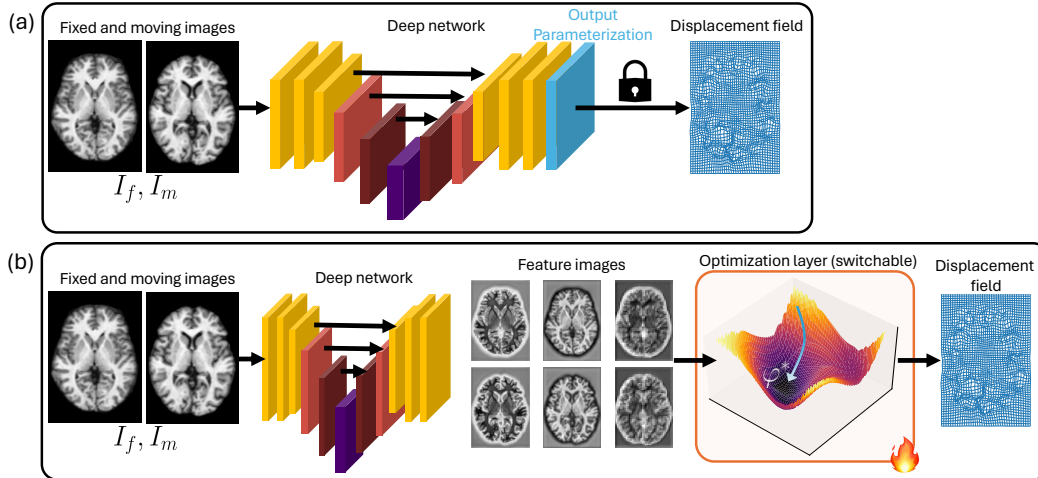 (a)
Fixed and moving images
Deep network
Output
Parameterization
Displacement field
I_f, I_m
(b)
Fixed and moving images
Deep network
Feature images
Optimization layer (switchable)
Displacement
field
φ*
I_f, I_m